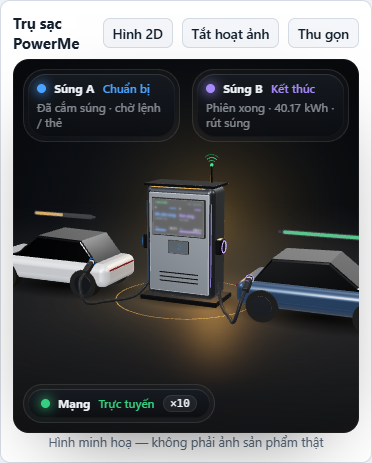 Trụ sạc
PowerMe
Hình 2D
Tắt hoạt ảnh
Thu gọn
Súng A Chuẩn bị
Đã cắm súng · chờ lệnh
/ thẻ
Súng B Kết thúc
Phiên xong · 40.17 kWh ·
rút súng
Mạng Trực tuyến ×10
Hình minh hoạ — không phải ảnh sản phẩm thật